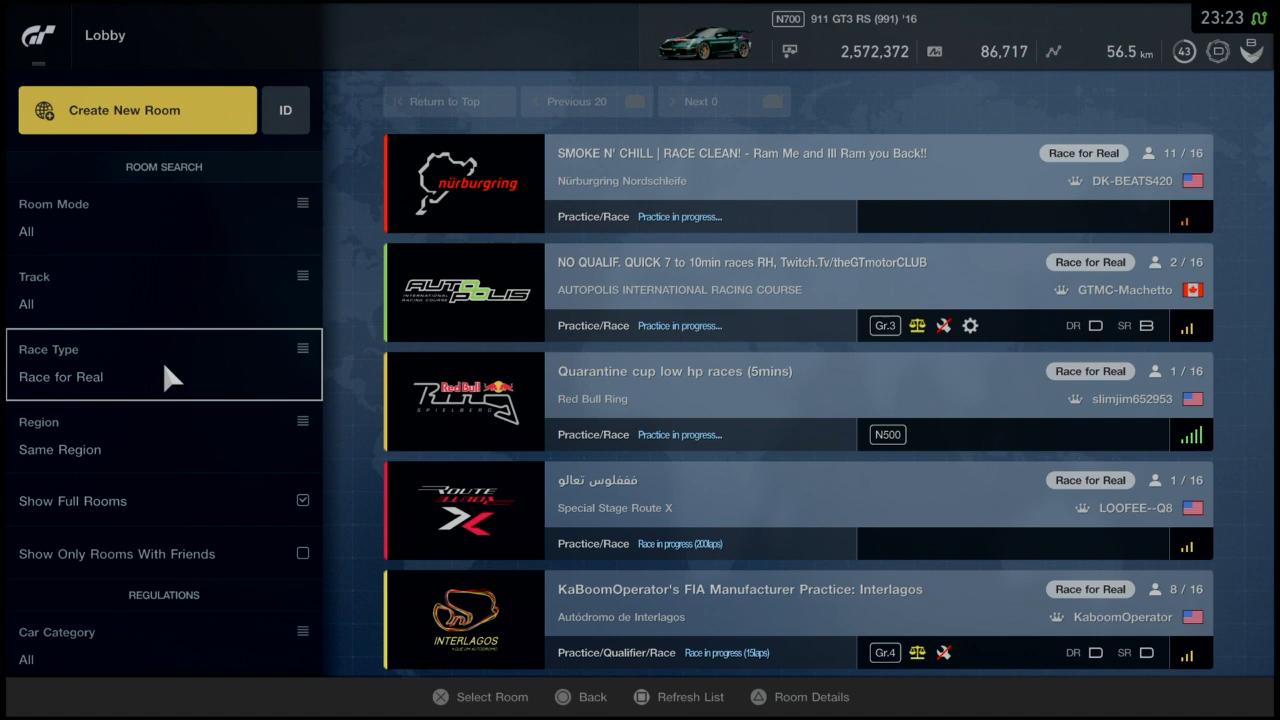 Lobby
N700 911 GT3 RS (991) '16
23:23
2,572,372 86,717 56.5 km 43 D B
Create New Room ID
ROOM SEARCH
Room Mode
All
Track
All
Race Type
Race for Real
Region
Same Region
Show Full Rooms
Show Only Rooms With Friends
REGULATIONS
Car Category
All
Return to Top Previous 20 Next 0
nürburgring
SMOKE N' CHILL | RACE CLEAN! - Ram Me and Ill Ram you Back!! Race for Real 11 / 16
Nürburgring Nordschleife DK-BEATS420
Practice/Race Practice in progress...
AUTOPOLIS
INTERNATIONAL RACING COURSE
NO QUALIF. QUICK 7 to 10min races RH, Twitch.Tv/theGTmotorCLUB Race for Real 2 / 16
AUTOPOLIS INTERNATIONAL RACING COURSE GTMC-Machetto
Practice/Race Practice in progress... Gr.3 DR D SR B
Red Bull
Ring
SPIELBERG
Quarantine cup low hp races (5mins) Race for Real 1 / 16
Red Bull Ring slimjim652953
Practice/Race Practice in progress... N500
ROUTE
X
فففلوس تعالو Race for Real 1 / 16
Special Stage Route X LOOFEE--Q8
Practice/Race Race in progress (200laps)
INTERLAGOS
KaBoomOperator's FIA Manufacturer Practice: Interlagos Race for Real 8 / 16
Autódromo de Interlagos KaboomOperator
Practice/Qualifier/Race Race in progress (15laps) Gr.4 DR D SR D
Select Room Back Refresh List Room Details